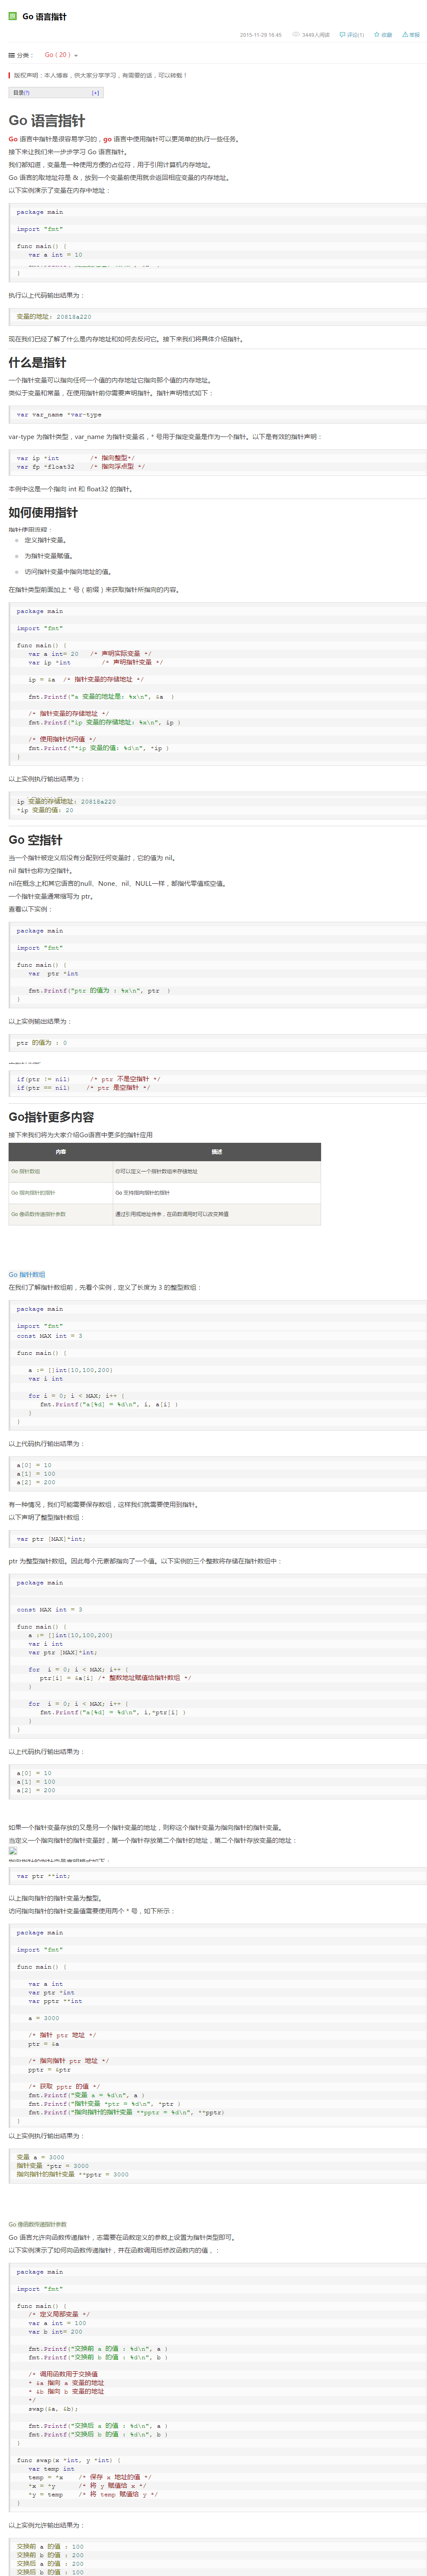 Go 语言指针
2015-11-29 16:45 3446人阅读 评论(1) 收藏 举报
分类： Go（20）
版权声明：本人博客，供大家分享学习，有需要的话，可以转载！
目录(?) [+]
Go 语言指针
Go 语言中指针是很容易学习的，go 语言中使用指针可以更简单的执行一些任务。
接下来让我们来一步步学习 Go 语言指针。
我们都知道，变量是一种使用方便的占位符，用于引用计算机内存地址。
Go 语言的取地址符是 &，放到一个变量前使用就会返回相应变量的内存地址。
以下实例演示了变量在内存中地址：
package main
import "fmt"
func main() {
var a int = 10
}
执行以上代码输出结果为：
变量的地址: 20818a220
现在我们已经了解了什么是内存地址和如何去反问它。接下来我们将具体介绍指针。
什么是指针
一个指针变量可以指向任何一个值的内存地址它指向那个值的内存地址。
类似于变量和常量，在使用指针前你需要声明指针。指针声明格式如下：
var var_name *var-type
var-type 为指针类型，var_name 为指针变量名，* 号用于指定变量是作为一个指针。以下是有效的指针声明：
var ip *int /* 指向整型*/
var fp *float32 /* 指向浮点型 */
本例中这是一个指向 int 和 float32 的指针。
如何使用指针
指针使用流程：
定义指针变量。
为指针变量赋值。
访问指针变量中指向地址的值。
在指针类型前面加上 * 号（前缀）来获取指针所指向的内容。
package main
import "fmt"
func main() {
var a int= 20 /* 声明实际变量 */
var ip *int /* 声明指针变量 */
ip = &a /* 指针变量的存储地址 */
fmt.Printf("a 变量的地址是: %x\n", &a )
/* 指针变量的存储地址 */
fmt.Printf("ip 变量的存储地址: %x\n", ip )
/* 使用指针访问值 */
fmt.Printf("*ip 变量的值: %d\n", *ip )
}
以上实例执行输出结果为：
ip 变量的存储地址: 20818a220
*ip 变量的值: 20
Go 空指针
当一个指针被定义后没有分配到任何变量时，它的值为 nil。
nil 指针也称为空指针。
nil在概念上和其它语言的null、None、nil、NULL一样，都指代零值或空值。
一个指针变量通常缩写为 ptr。
查看以下实例：
package main
import "fmt"
func main() {
var ptr *int
fmt.Printf("ptr 的值为 : %x\n", ptr )
}
以上实例输出结果为：
ptr 的值为 : 0
if(ptr != nil) /* ptr 不是空指针 */
if(ptr == nil) /* ptr 是空指针 */
Go指针更多内容
接下来我们将为大家介绍Go语言中更多的指针应用
内容 描述
Go 指针数组 你可以定义一个指针数组来存储地址
Go 指向指针的指针 Go 支持指向指针的指针
Go 像函数传递指针参数 通过引用或地址传参，在函数调用时可以改变其值
Go 指针数组
在我们了解指针数组前，先看个实例，定义了长度为 3 的整型数组：
package main
import "fmt"
const MAX int = 3
func main() {
a := []int{10,100,200}
var i int
for i = 0; i < MAX; i++ {
fmt.Printf("a[%d] = %d\n", i, a[i] )
}
}
以上代码执行输出结果为：
a[0] = 10
a[1] = 100
a[2] = 200
有一种情况，我们可能需要保存数组，这样我们就需要使用到指针。
以下声明了整型指针数组：
var ptr [MAX]*int;
ptr 为整型指针数组。因此每个元素都指向了一个值。以下实例的三个整数将存储在指针数组中：
package main
const MAX int = 3
func main() {
a := []int{10,100,200}
var i int
var ptr [MAX]*int;
for i = 0; i < MAX; i++ {
ptr[i] = &a[i] /* 整数地址赋值给指针数组 */
}
for i = 0; i < MAX; i++ {
fmt.Printf("a[%d] = %d\n", i,*ptr[i] )
}
}
以上代码执行输出结果为：
a[0] = 10
a[1] = 100
a[2] = 200
如果一个指针变量存放的又是另一个指针变量的地址，则称这个指针变量为指向指针的指针变量。
当定义一个指向指针的指针变量时，第一个指针存放第二个指针的地址，第二个指针存放变量的地址：
指向指针的指针变量声明格式如下：
var ptr **int;
以上指向指针的指针变量为整型。
访问指向指针的指针变量值需要使用两个 * 号，如下所示：
package main
import "fmt"
func main() {
var a int
var ptr *int
var pptr **int
a = 3000
/* 指针 ptr 地址 */
ptr = &a
/* 指向指针 ptr 地址 */
pptr = &ptr
/* 获取 pptr 的值 */
fmt.Printf("变量 a = %d\n", a )
fmt.Printf("指针变量 *ptr = %d\n", *ptr )
fmt.Printf("指向指针的指针变量 **pptr = %d\n", **pptr)
}
以上实例执行输出结果为：
变量 a = 3000
指针变量 *ptr = 3000
指向指针的指针变量 **pptr = 3000
Go 像函数传递指针参数
Go 语言允许向函数传递指针，志需要在函数定义的参数上设置为指针类型即可。
以下实例演示了如何向函数传递指针，并在函数调用后修改函数内的值，：
package main
import "fmt"
func main() {
/* 定义局部变量 */
var a int = 100
var b int= 200
fmt.Printf("交换前 a 的值 : %d\n", a )
fmt.Printf("交换前 b 的值 : %d\n", b )
/* 调用函数用于交换值
* &a 指向 a 变量的地址
* &b 指向 b 变量的地址
*/
swap(&a, &b);
fmt.Printf("交换后 a 的值 : %d\n", a )
fmt.Printf("交换后 b 的值 : %d\n", b )
}
func swap(x *int, y *int) {
var temp int
temp = *x /* 保存 x 地址的值 */
*x = *y /* 将 y 赋值给 x */
*y = temp /* 将 temp 赋值给 y */
}
以上实例允许输出结果为：
交换前 a 的值 : 100
交换前 b 的值 : 200
交换后 a 的值 : 200
交换后 b 的值 : 100